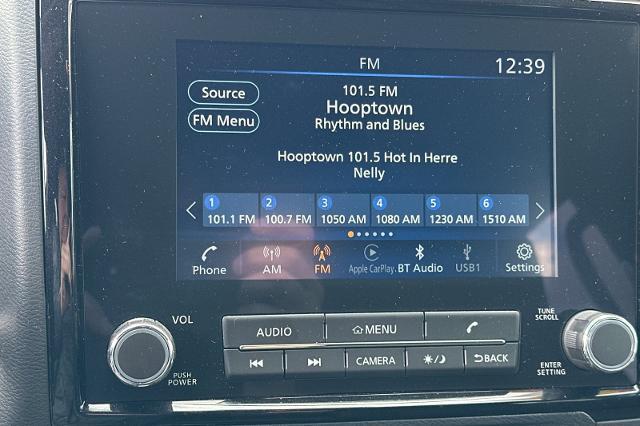 FM
12:39
Source
FM Menu
101.5 FM
Hooptown
Rhythm and Blues
Hooptown 101.5 Hot In Herre
Nelly
1 2 3 4 5 6
101.1 FM 100.7 FM 1050 AM 1080 AM 1230 AM 1510 AM
Phone AM FM Apple CarPlay BT Audio USB1 Settings
VOL
PUSH
POWER
AUDIO MENU
CAMERA BACK
TUNE
SCROLL
ENTER
SETTING